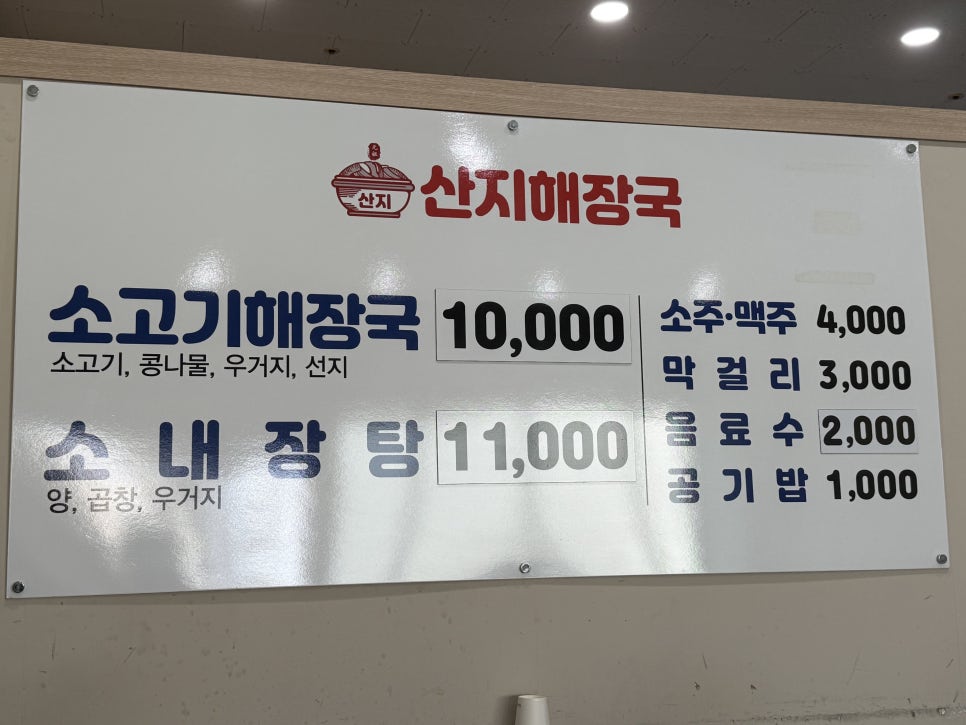 산지 산지해장국
소고기해장국 10,000
소고기, 콩나물, 우거지, 선지
소내장탕 11,000
양, 곱창, 우거지
소주·맥주 4,000
막걸리 3,000
음료수 2,000
공기밥 1,000